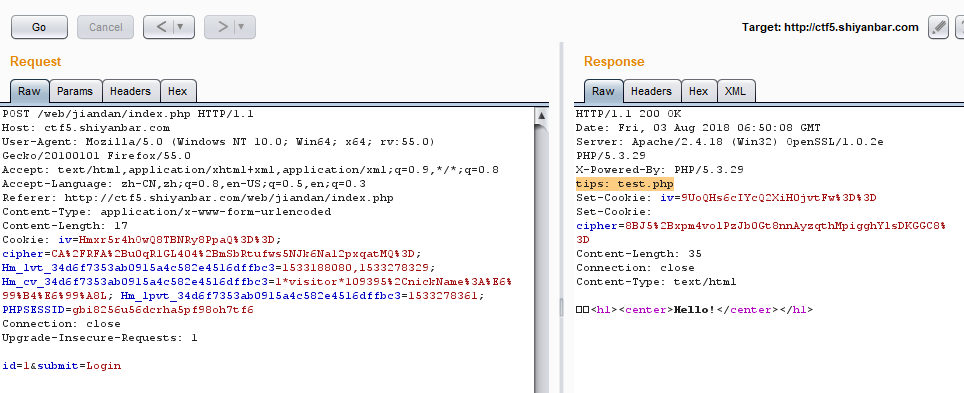 Go
Cancel
<
>
Target: http://ctf5.shiyanbar.com
?
Request
Raw
Params
Headers
Hex
POST /web/jiandan/index.php HTTP/1.1
Host: ctf5.shiyanbar.com
User-Agent: Mozilla/5.0 (Windows NT 10.0; Win64; x64; rv:55.0)
Gecko/20100101 Firefox/55.0
Accept: text/html,application/xhtml+xml,application/xml;q=0.9,*/*;q=0.8
Accept-Language: zh-CN,zh;q=0.8,en-US;q=0.5,en;q=0.3
Referer: http://ctf5.shiyanbar.com/web/jiandan/index.php
Content-Type: application/x-www-form-urlencoded
Content-Length: 17
Cookie: iv=Hmxr5r4h0wQ8TBNRy8PpaQ%3D%3D;
cipher=CA%2FRFA%2Bu0qR1GL404%2BmSbRtufws5NJk6Nal2pxqatMQ%3D;
Hm_lvt_34d6f7353ab0915a4c582e4516dffbc3=1533188080,1533278329;
Hm_cv_34d6f7353ab0915a4c582e4516dffbc3=1*visitor*109395%2CnickName%3A%E6%
99%B4%E6%99%A8L; Hm_lpvt_34d6f7353ab0915a4c582e4516dffbc3=1533278361;
PHPSESSID=gbi8256u56dcrha5pf98oh7tf6
Connection: close
Upgrade-Insecure-Requests: 1
id=1&submit=Login
Response
Raw
Headers
Hex
XML
HTTP/1.1 200 OK
Date: Fri, 03 Aug 2018 06:50:08 GMT
Server: Apache/2.4.18 (Win32) OpenSSL/1.0.2e
PHP/5.3.29
X-Powered-By: PHP/5.3.29
tips: test.php
Set-Cookie: iv=9UoQHs6cIYcQ2XiHOjvtFw%3D%3D
Set-Cookie:
cipher=8BJ5%2Bxpm4volPzJb0Gt8nnAyzqthMpigghYlsDKGGC8%
3D
Content-Length: 35
Connection: close
Content-Type: text/html
<h1><center>Hello!</center></h1>